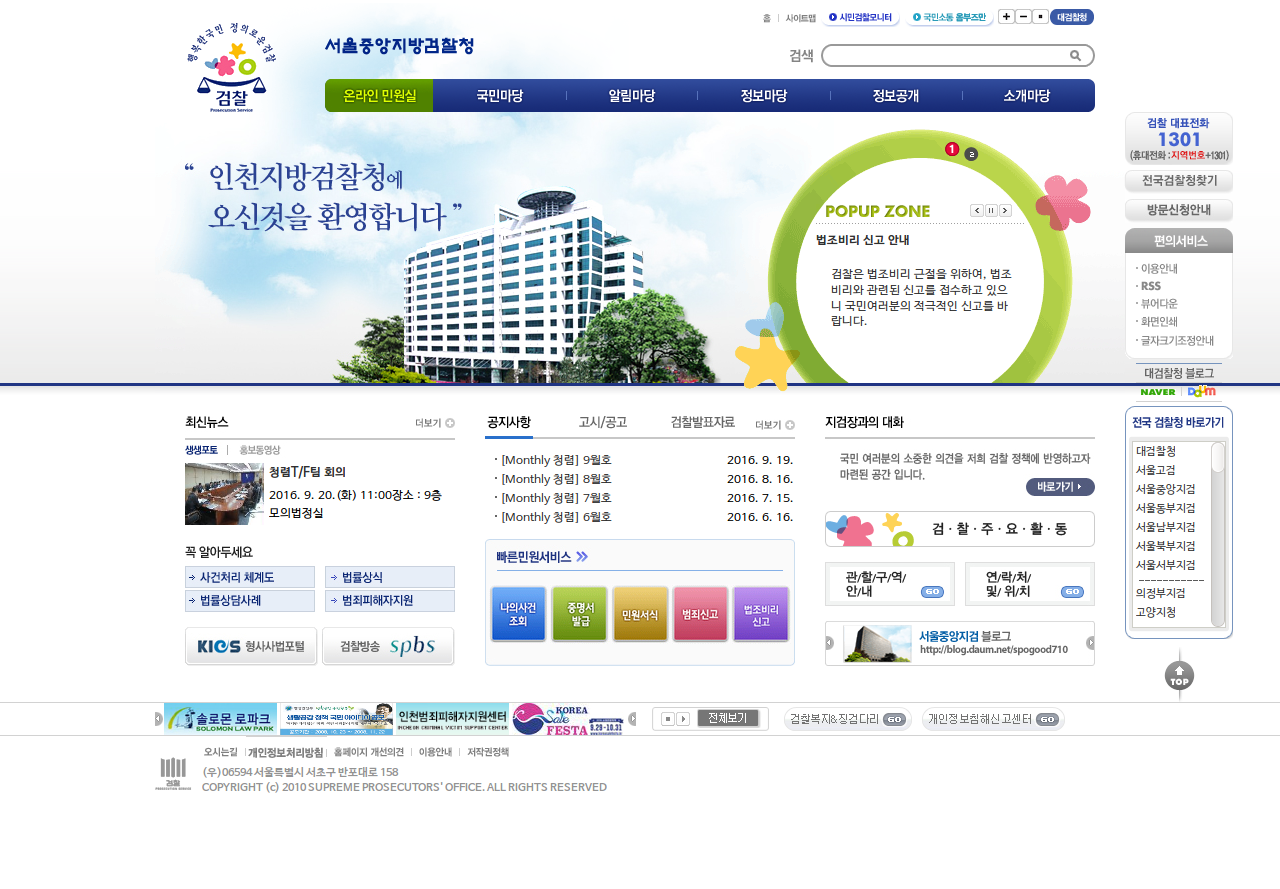 홈 | 사이트맵 시민검찰모니터 국민소통 옴부즈만 대검찰청
행복한국민 정의로운검찰
검찰
Prosecution Service
서울중앙지방검찰청
검색
온라인 민원실 국민마당 알림마당 정보마당 정보공개 소개마당
“ 인천지방검찰청에
오신것을 환영합니다 ”
1 2
POPUP ZONE
법조비리 신고 안내
검찰은 법조비리 근절을 위하여, 법조
비리와 관련된 신고를 접수하고 있으
니 국민여러분의 적극적인 신고를 바
랍니다.
검찰 대표전화
1301
(휴대전화 :지역번호+1301)
전국검찰청찾기
방문신청안내
편의서비스
· 이용안내
· RSS
· 뷰어다운
· 화면인쇄
· 글자크기조정안내
대검찰청 블로그
NAVER | Daum
전국 검찰청 바로가기
대검찰청
서울고검
서울중앙지검
서울동부지검
서울남부지검
서울북부지검
서울서부지검
-----------
의정부지검
고양지청
TOP
최신뉴스 더보기
생생포토 | 홍보동영상
청렴T/F팀 회의
2016. 9. 20.(화) 11:00장소 : 9층
모의법정실
꼭 알아두세요
사건처리 체계도 법률상식
법률상담사례 범죄피해자지원
KICS 형사사법포털 검찰방송 spbs
공지사항 고시/공고 검찰발표자료 더보기
· [Monthly 청렴] 9월호 2016. 9. 19.
· [Monthly 청렴] 8월호 2016. 8. 16.
· [Monthly 청렴] 7월호 2016. 7. 15.
· [Monthly 청렴] 6월호 2016. 6. 16.
빠른민원서비스
나의사건 조회 증명서 발급 민원서식 범죄신고 법조비리 신고
지검장과의 대화
국민 여러분의 소중한 의견을 저희 검찰 정책에 반영하고자
마련된 공간 입니다.
바로가기
검 · 찰 · 주 · 요 · 활 · 동
관/할/구/역/
안/내 GO
연/락/처/
및/ 위/치 GO
서울중앙지검 블로그
http://blog.daum.net/spogood710
솔로몬 로파크
SOLOMON LAW PARK
인천범죄피해자지원센터
INCHEON CRIMINAL VICTIM SUPPORT CENTER
KOREA
Sale
FESTA
9.29-10.31
전체보기
검찰복지&직검다리 GO
개인정보침해신고센터 GO
오시는길 | 개인정보처리방침 | 홈페이지 개선의견 | 이용안내 | 저작권정책
검찰
PROSECUTION SERVICE
(우)06594 서울특별시 서초구 반포대로 158
COPYRIGHT (c) 2010 SUPREME PROSECUTORS' OFFICE. ALL RIGHTS RESERVED